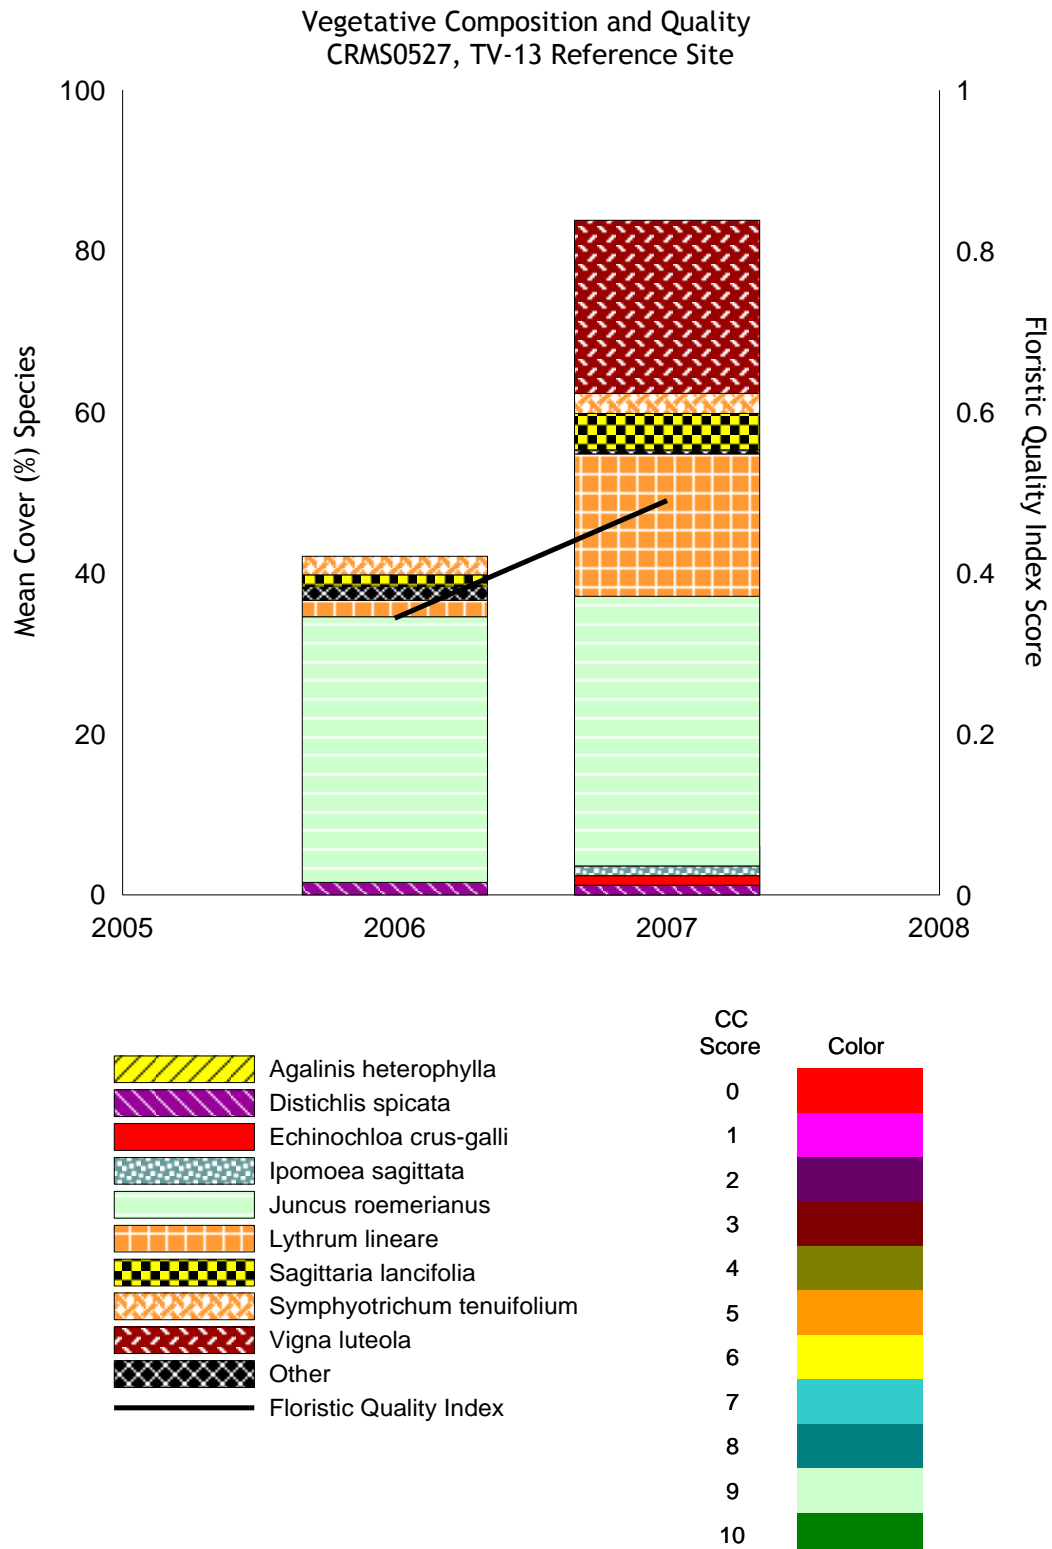 Vegetative Composition and Quality
CRMS0527, TV-13 Reference Site
100
80
60
40
20
0
Mean Cover (%) Species
1
0.8
0.6
0.4
0.2
0
Floristic Quality Index Score
2005
2006
2007
2008
Agalinis heterophylla
Distichlis spicata
Echinochloa crus-galli
Ipomoea sagittata
Juncus roemerianus
Lythrum lineare
Sagittaria lancifolia
Symphyotrichum tenuifolium
Vigna luteola
Other
Floristic Quality Index
CC
Score
Color
0
1
2
3
4
5
6
7
8
9
10